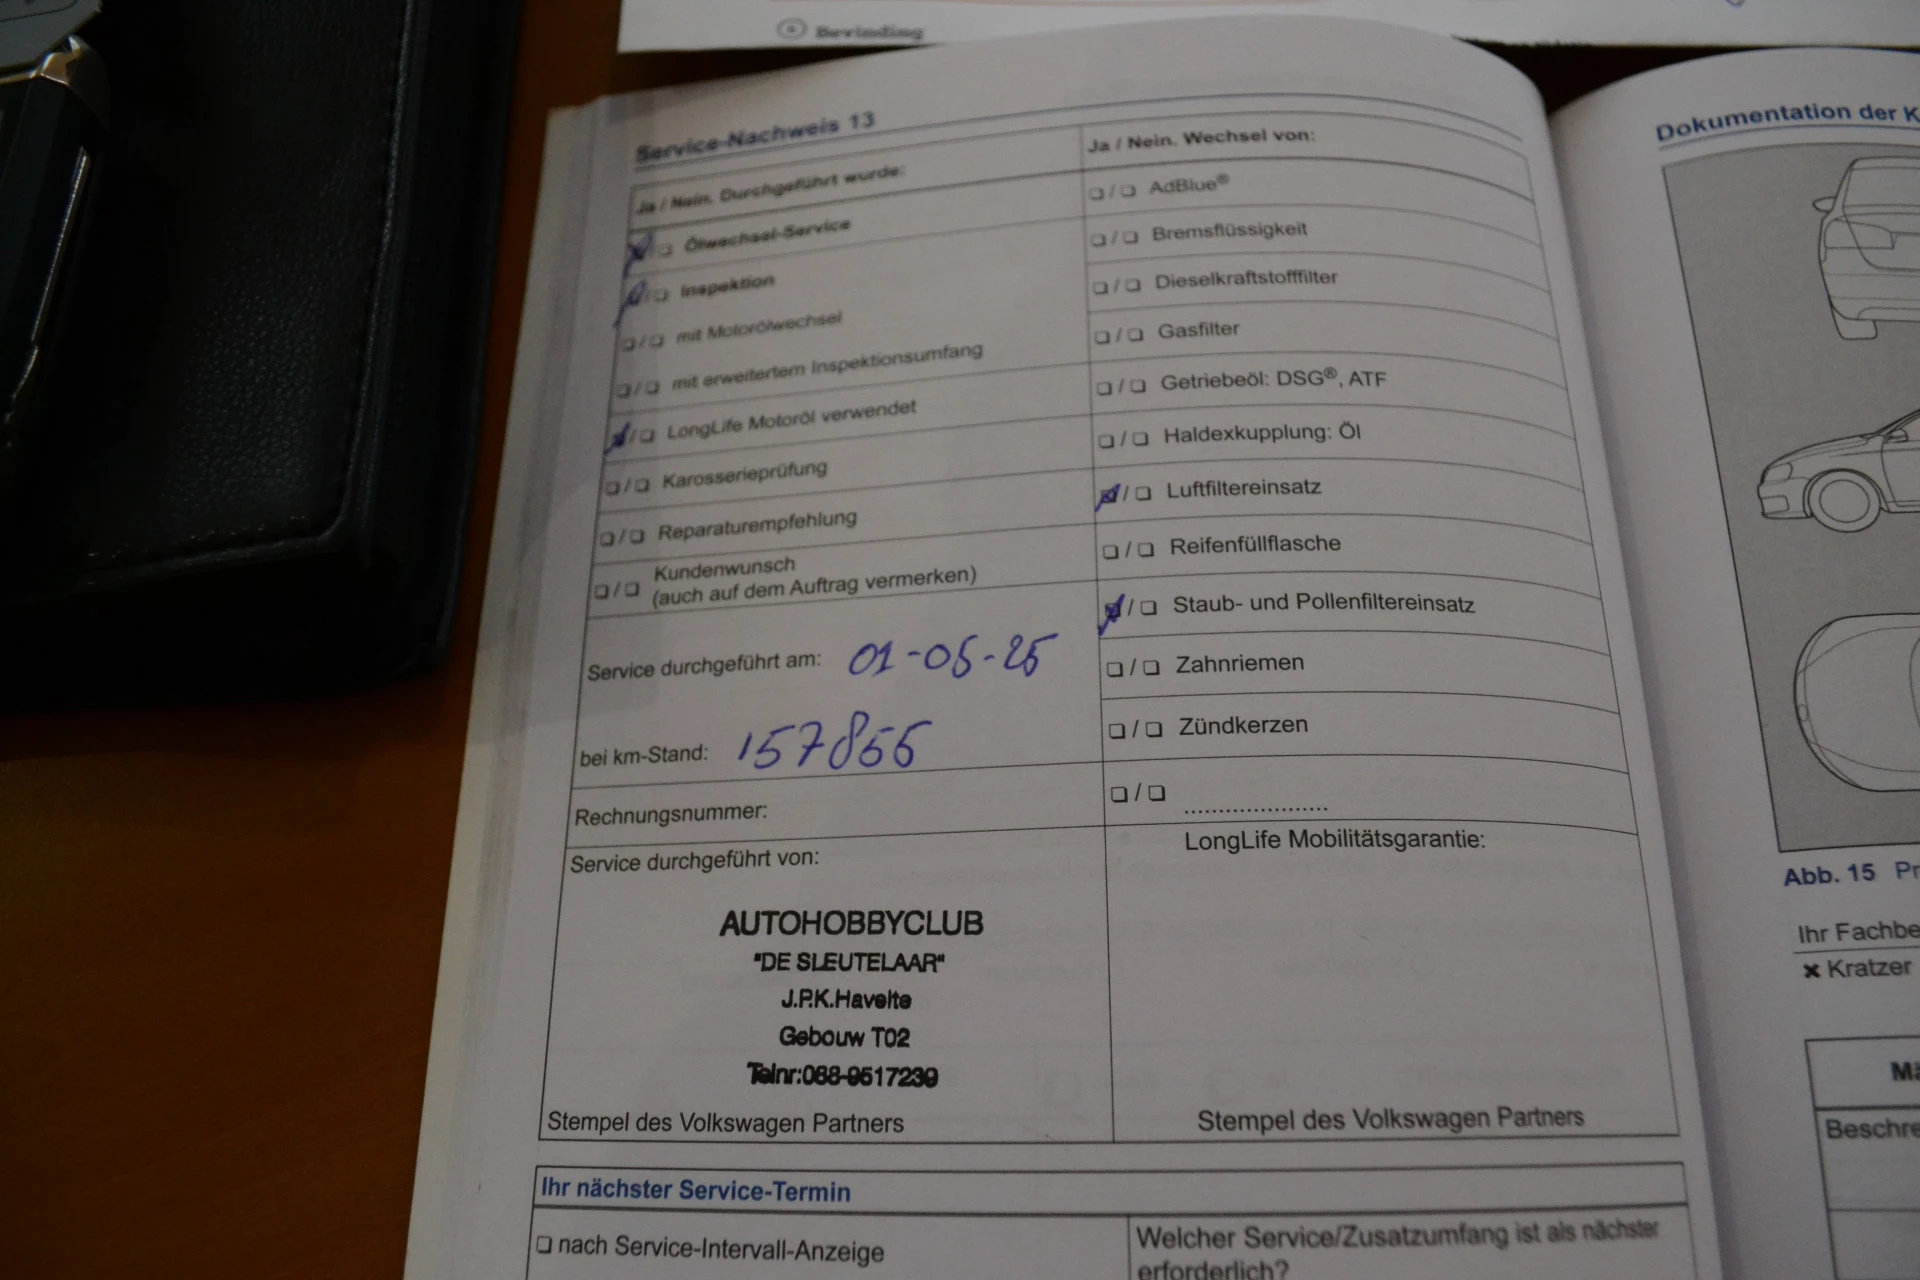 Bevinding
Service-Nachweis 13
Ja / Nein. Durchgeführt wurde:
❏ / ❏ Ölwechsel-Service
❏ / ❏ Inspektion
❏ / ❏ mit Motorölwechsel
❏ / ❏ mit erweitertem Inspektionsumfang
❏ / ❏ LongLife Motoröl verwendet
❏ / ❏ Karosserieprüfung
❏ / ❏ Reparaturempfehlung
❏ / ❏ Kundenwunsch
(auch auf dem Auftrag vermerken)
Service durchgeführt am: 01-05-25
bei km-Stand: 157855
Rechnungsnummer:
Service durchgeführt von:
AUTOHOBBYCLUB
"DE SLEUTELAAR"
J.P.K.Havelte
Gebouw T02
Telnr:088-9517239
Stempel des Volkswagen Partners
Ja / Nein. Wechsel von:
❏ / ❏ AdBlue®
❏ / ❏ Bremsflüssigkeit
❏ / ❏ Dieselkraftstofffilter
❏ / ❏ Gasfilter
❏ / ❏ Getriebeöl: DSG®, ATF
❏ / ❏ Haldexkupplung: Öl
❏ / ❏ Luftfiltereinsatz
❏ / ❏ Reifenfüllflasche
❏ / ❏ Staub- und Pollenfiltereinsatz
❏ / ❏ Zahnriemen
❏ / ❏ Zündkerzen
❏ / ❏ .....................
LongLife Mobilitätsgarantie:
Stempel des Volkswagen Partners
Ihr nächster Service-Termin
❏ nach Service-Intervall-Anzeige
Welcher Service/Zusatzumfang ist als nächster
erforderlich?
Dokumentation der K
Abb. 15 Pr
Ihr Fachbe
✖ Kratzer
Mä
Beschre